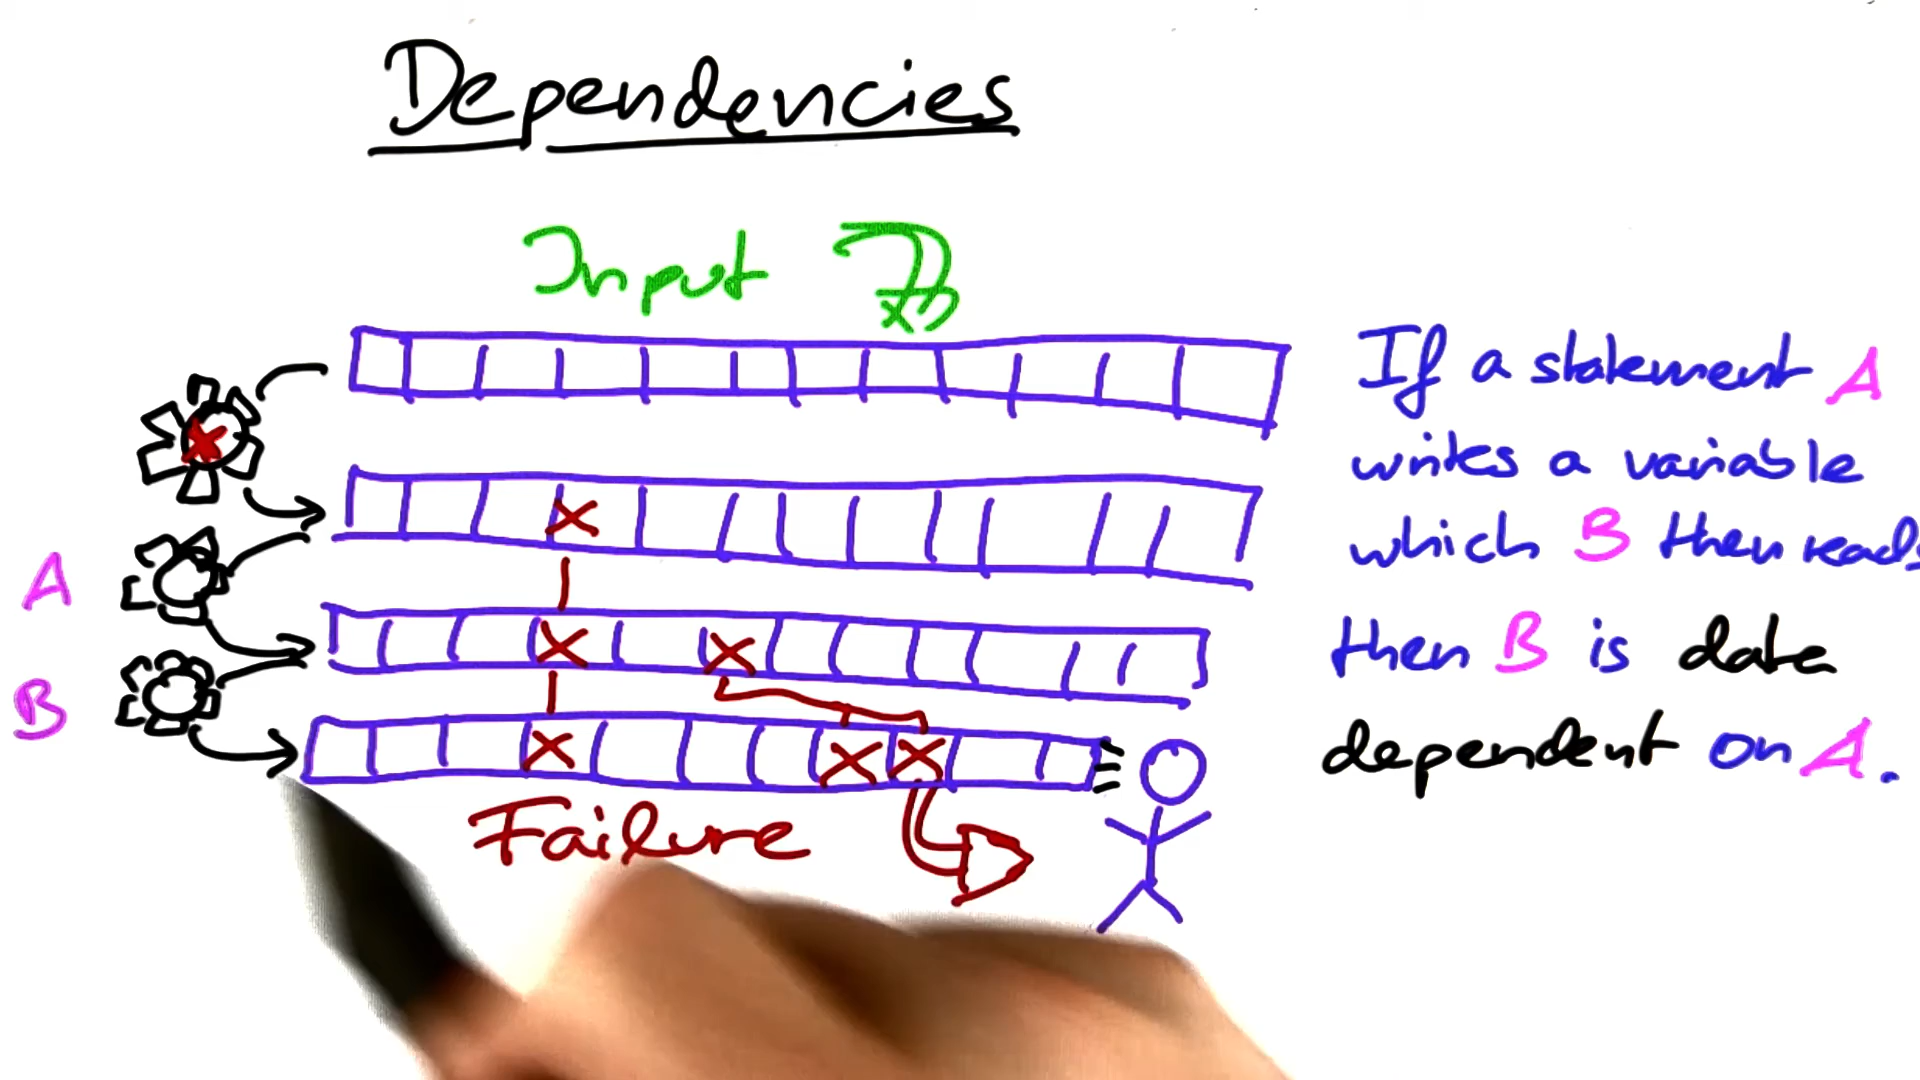 Dependencies
Input
If a statement A
writes a variable
which B then reads
then B is data
dependent on A.
A
B
Failure